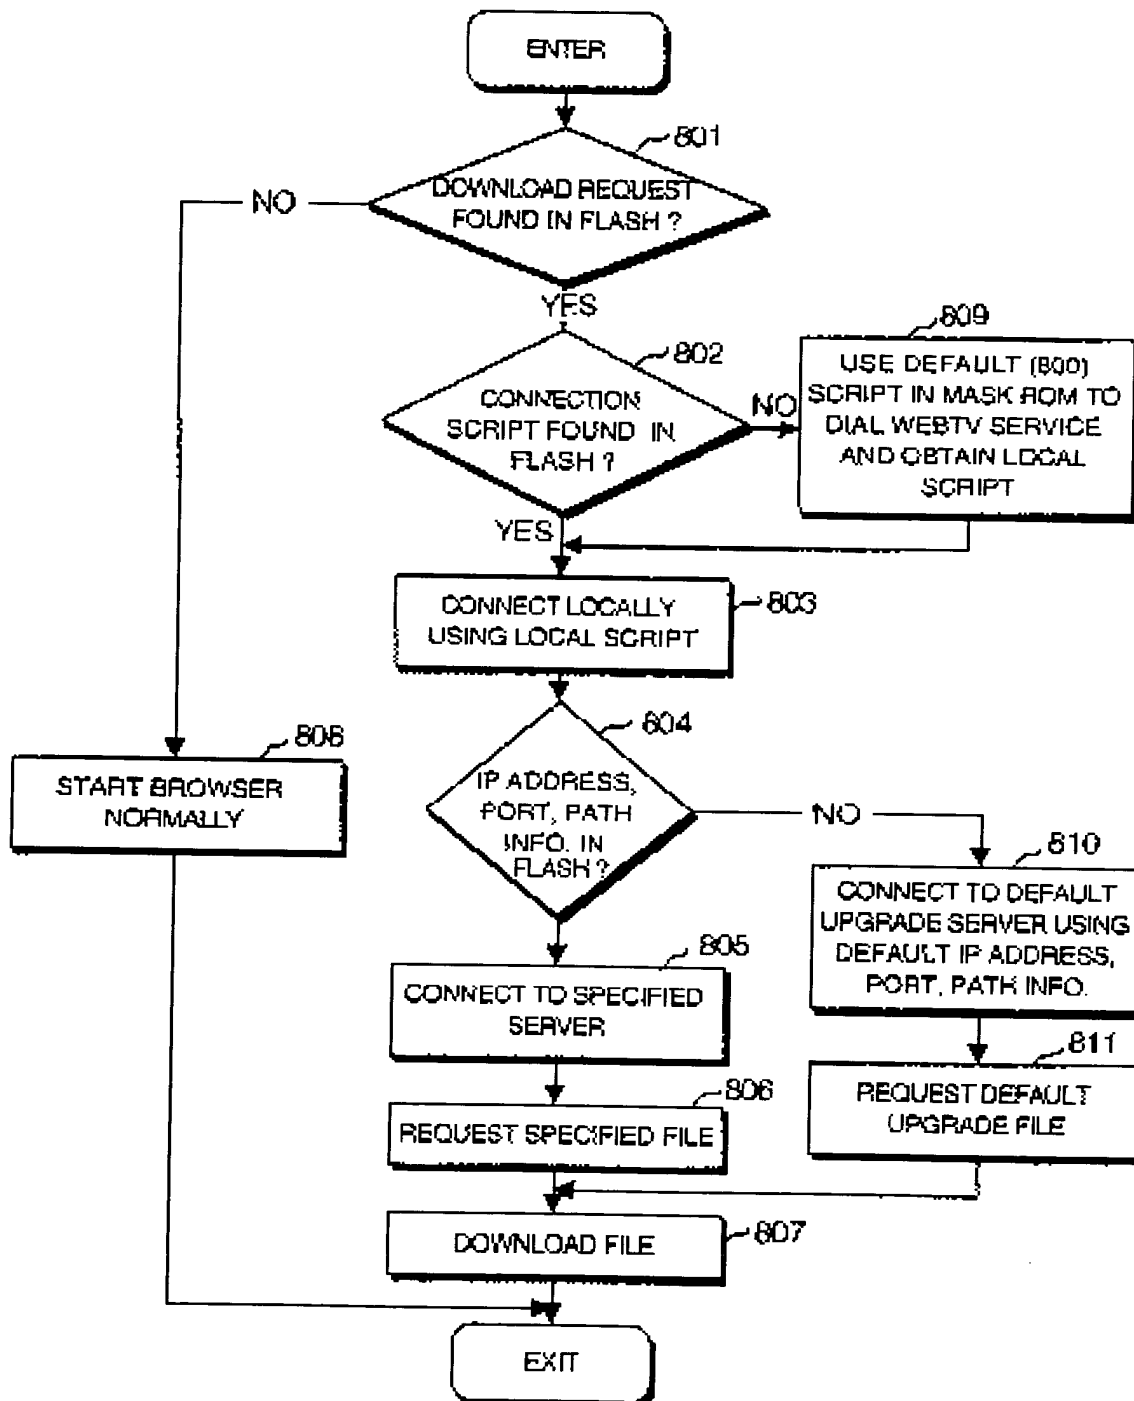 ENTER
801
DOWNLOAD REQUEST
FOUND IN FLASH ?
NO
YES
802
CONNECTION
SCRIPT FOUND IN
FLASH ?
NO
809
USE DEFAULT (800)
SCRIPT IN MASK ROM TO
DIAL WEBTV SERVICE
AND OBTAIN LOCAL
SCRIPT
YES
CONNECT LOCALLY
USING LOCAL SCRIPT
803
804
IP ADDRESS,
PORT, PATH
INFO. IN
FLASH ?
NO
808
START BROWSER
NORMALLY
810
CONNECT TO DEFAULT
UPGRADE SERVER USING
DEFAULT IP ADDRESS,
PORT, PATH INFO.
805
CONNECT TO SPECIFIED
SERVER
811
REQUEST DEFAULT
UPGRADE FILE
806
REQUEST SPECIFIED FILE
DOWNLOAD FILE
807
EXIT